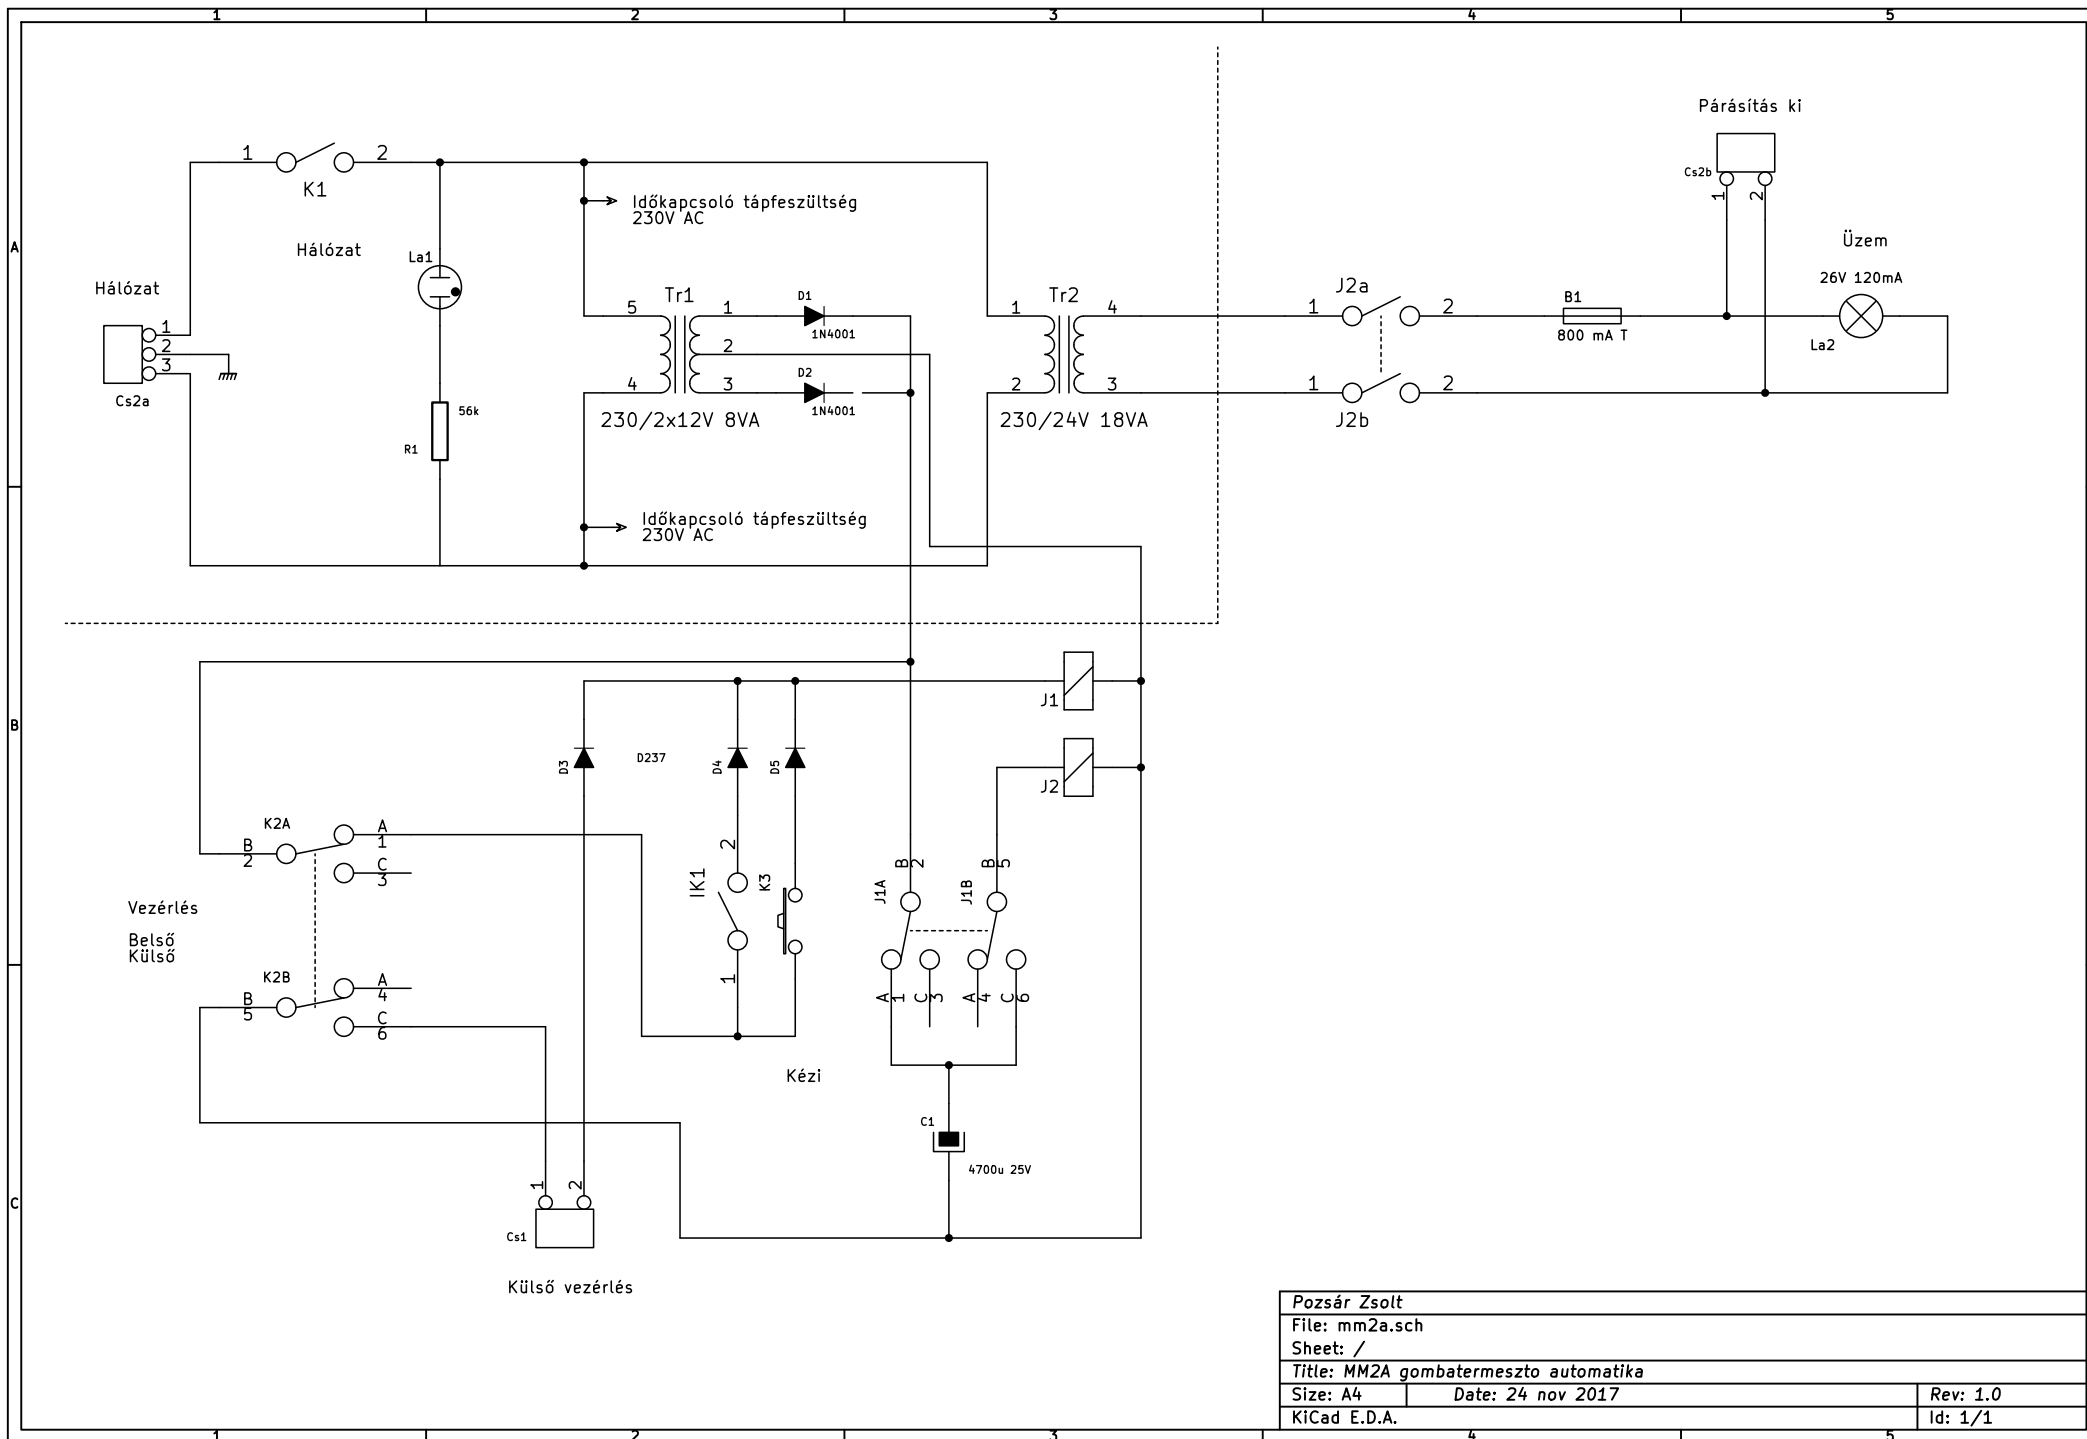 1 2 3 4 5
A
B
C
Párásítás ki
Cs2b
1
2
1
2
K1
Időkapcsoló tápfeszültség
230V AC
Hálózat
La1
Üzem
26V 120mA
Hálózat
1
2
3
Cs2a
Tr1
5
4
1
2
3
D1
1N4001
D2
1N4001
230/2x12V 8VA
Tr2
1
2
4
3
230/24V 18VA
J2a
1
2
J2b
1
2
B1
800 mA T
La2
56k
R1
Időkapcsoló tápfeszültség
230V AC
J1
J2
D3
D237
D4
D5
K2A
B
2
A
1
C
3
Vezérlés
Belső
Külső
K2B
B
5
A
4
C
6
IK1
2
1
K3
Kézi
J1A
B
2
A
1
C
3
J1B
B
5
A
4
C
6
C1
4700u 25V
1
2
Cs1
Külső vezérlés
Pozsár Zsolt
File: mm2a.sch
Sheet: /
Title: MM2A gombatermeszto automatika
Size: A4 Date: 24 nov 2017 Rev: 1.0
KiCad E.D.A. Id: 1/1
1 2 3 4 5